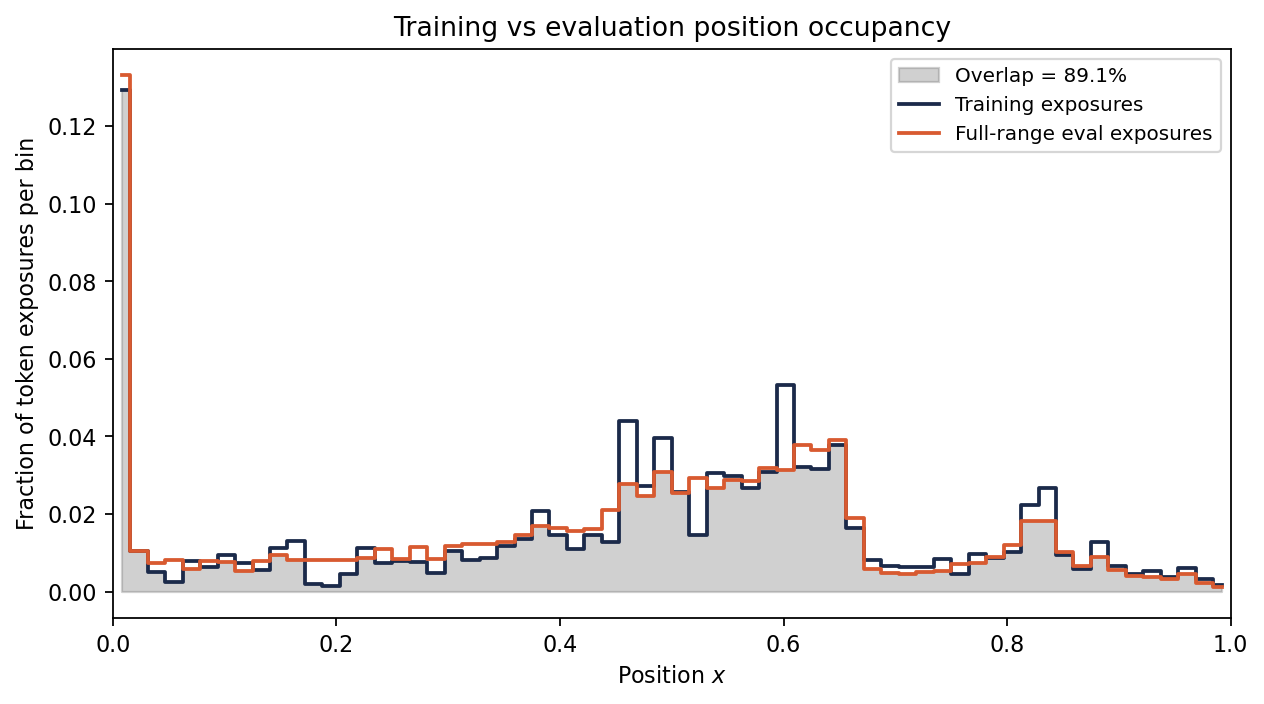 Training vs evaluation position occupancy
Overlap = 89.1%
Training exposures
Full-range eval exposures
Fraction of token exposures per bin
0.12
0.10
0.08
0.06
0.04
0.02
0.00
0.0 0.2 0.4 0.6 0.8 1.0
Position x